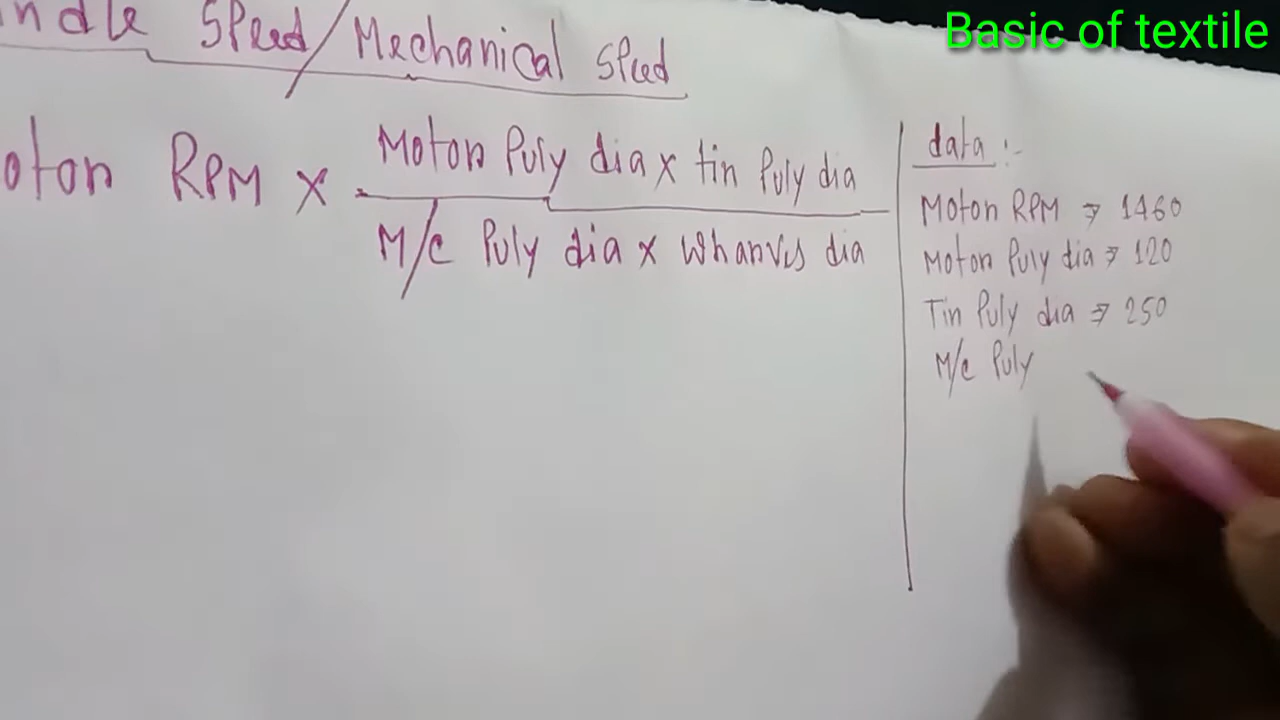 Basic of textile
ndle Speed/Mechanical Speed
oton RPM x Moton Puly dia x tin Puly dia
M/c Puly dia x Wharvis dia
data :-
Moton RPM ⇒ 1460
Moton Puly dia ⇒ 120
Tin Puly dia ⇒ 250
M/c Puly